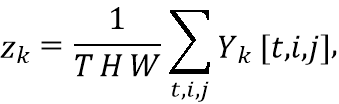 z_k = \frac{1}{T H W} \sum_{t,i,j} Y_k [t,i,j],